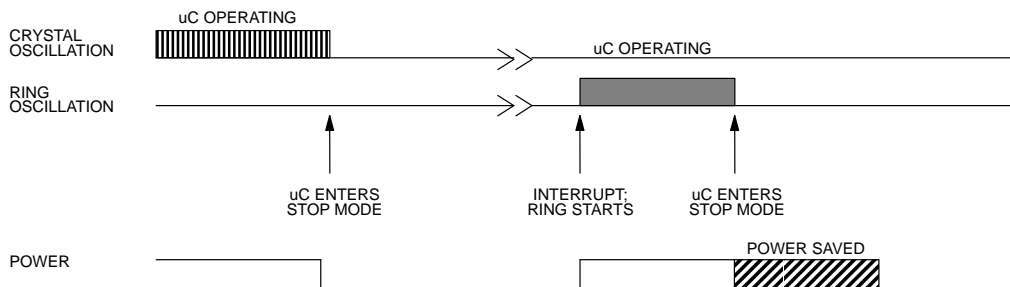 uC OPERATING
CRYSTAL
OSCILLATION
uC OPERATING
RING
OSCILLATION
uC ENTERS
STOP MODE
INTERRUPT;
RING STARTS
uC ENTERS
STOP MODE
POWER
POWER SAVED